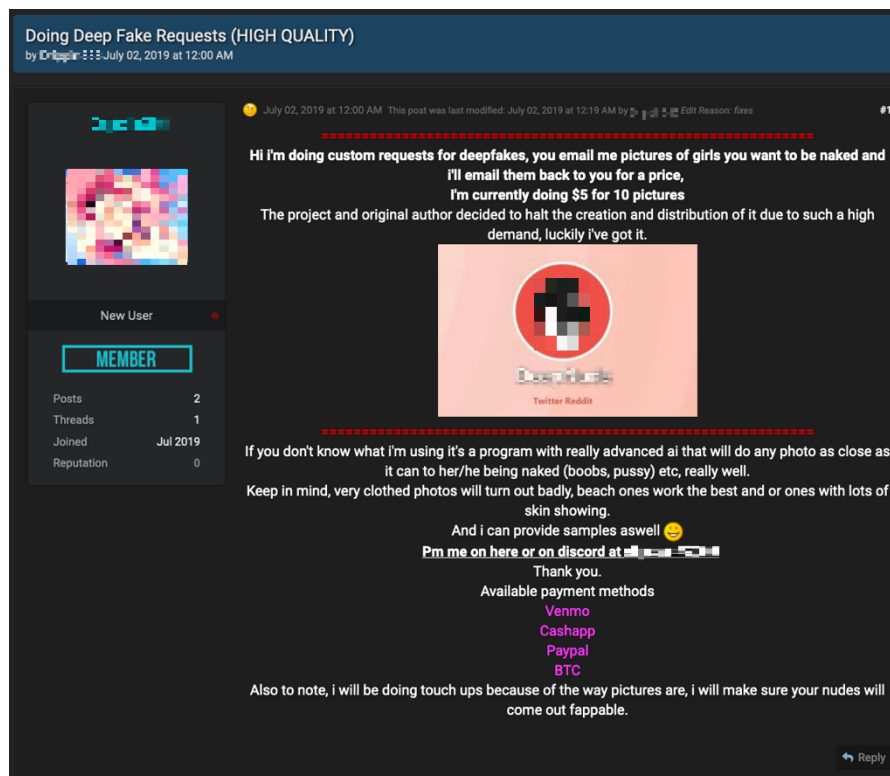 Doing Deep Fake Requests (HIGH QUALITY)
by July 02, 2019 at 12:00 AM
July 02, 2019 at 12:00 AM This post was last modified: July 02, 2019 at 12:19 AM by Edit Reason: fixes
#1
New User
MEMBER
Posts 2
Threads 1
Joined Jul 2019
Reputation 0
============================================================
Hi i'm doing custom requests for deepfakes, you email me pictures of girls you want to be naked and
i'll email them back to you for a price,
I'm currently doing $5 for 10 pictures
The project and original author decided to halt the creation and distribution of it due to such a high
demand, luckily i've got it.
Twitter Reddit
============================================================
If you don't know what i'm using it's a program with really advanced ai that will do any photo as close as
it can to her/he being naked (boobs, pussy) etc, really well.
Keep in mind, very clothed photos will turn out badly, beach ones work the best and or ones with lots of
skin showing.
And i can provide samples aswell
Pm me on here or on discord at
Thank you.
Available payment methods
Venmo
Cashapp
Paypal
BTC
Also to note, i will be doing touch ups because of the way pictures are, i will make sure your nudes will
come out fappable.
Reply